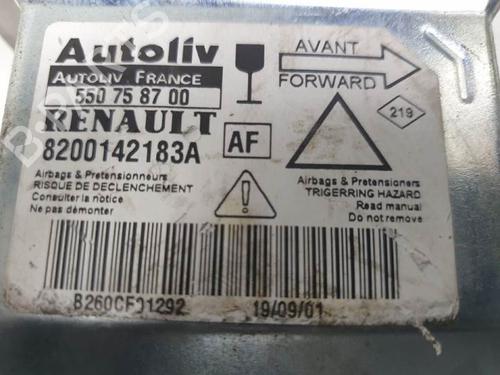 Autoliv
AUTOLIV FRANCE
550 75 87 00
RENAULT
8200142183A
AF
AVANT
FORWARD
219
Airbags & Pretensionneurs
RISQUE DE DECLENCHEMENT
Consulter la notice
Ne pas démonter
Airbags & Pretensioners
TRIGERRING HAZARD
Read manual
Do not remove
B260CF01292
19/09/01